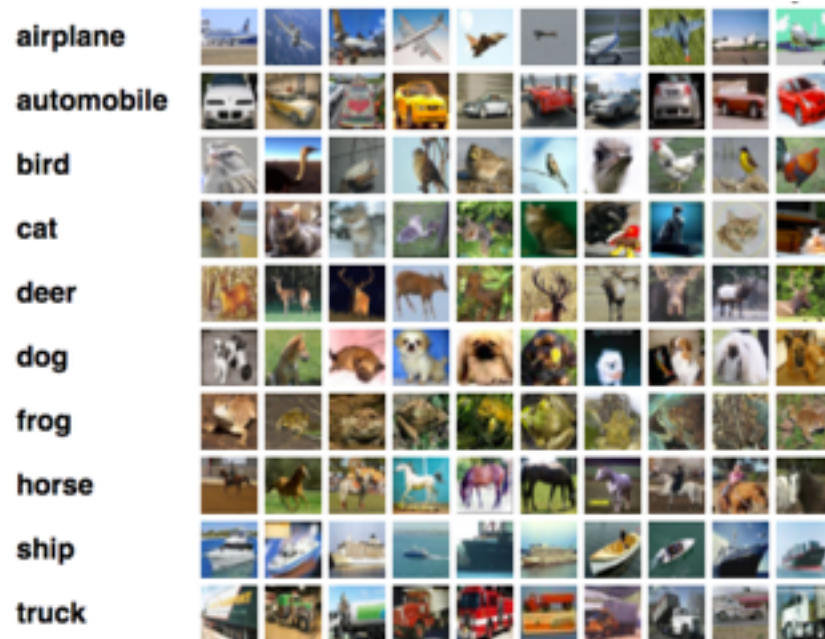 airplane
automobile
bird
cat
deer
dog
frog
horse
ship
truck